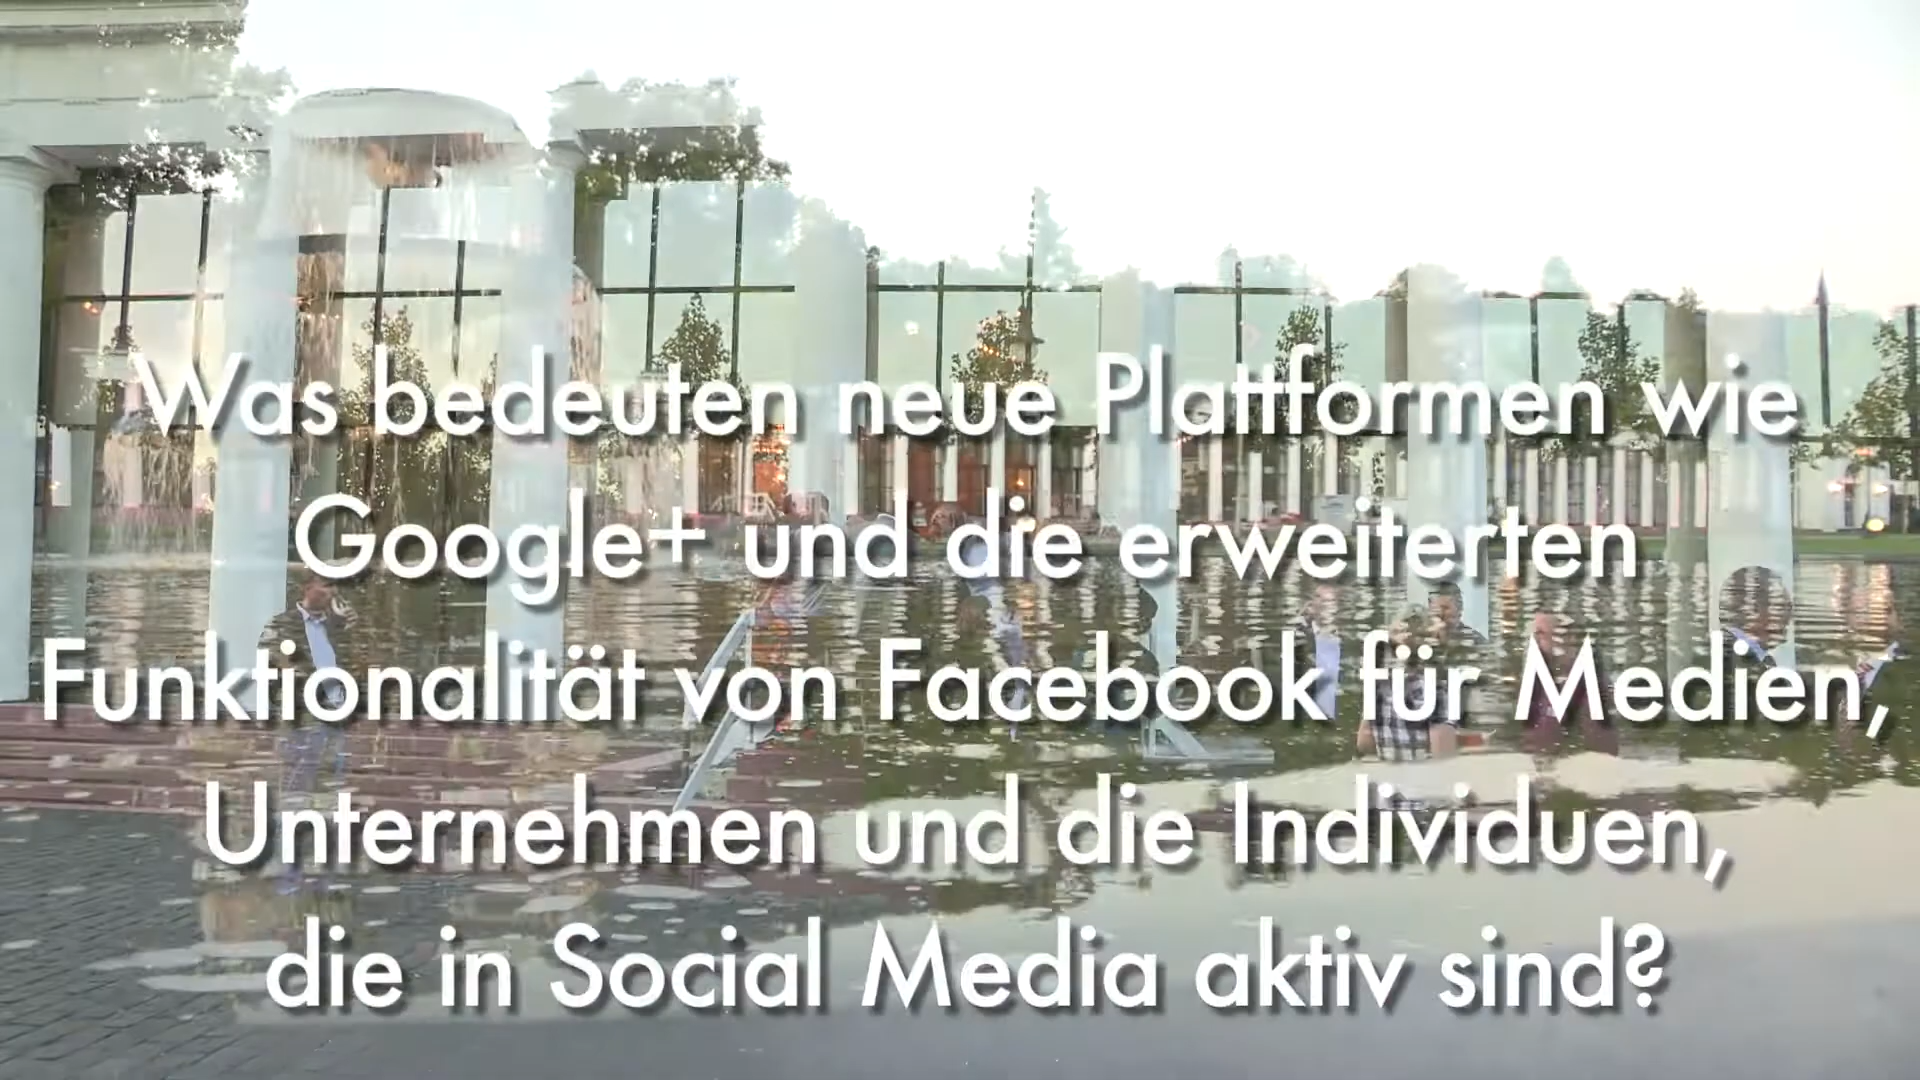 Was bedeuten neue Plattformen wie
Google+ und die erweiterten
Funktionalität von Facebook für Medien,
Unternehmen und die Individuen,
die in Social Media aktiv sind?